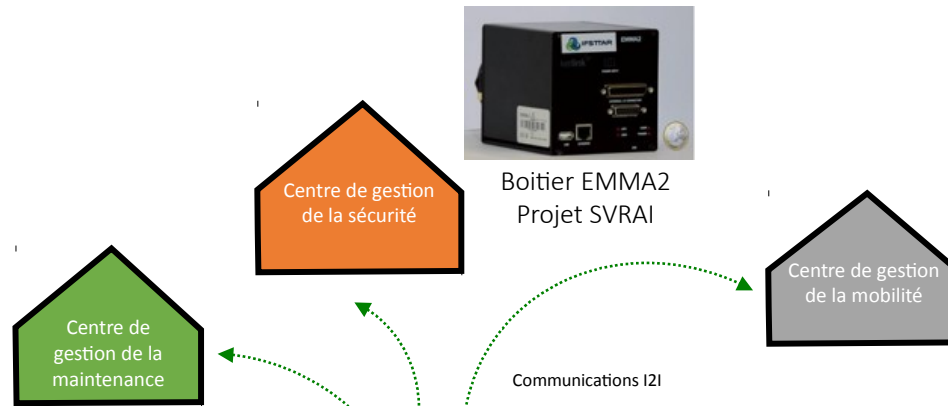 IFSTTAR EMMA2
Boitier EMMA2
Projet SVRAI
Centre de gestion
de la sécurité
Centre de gestion
de la mobilité
Centre de
gestion de la
maintenance
Communications I2I